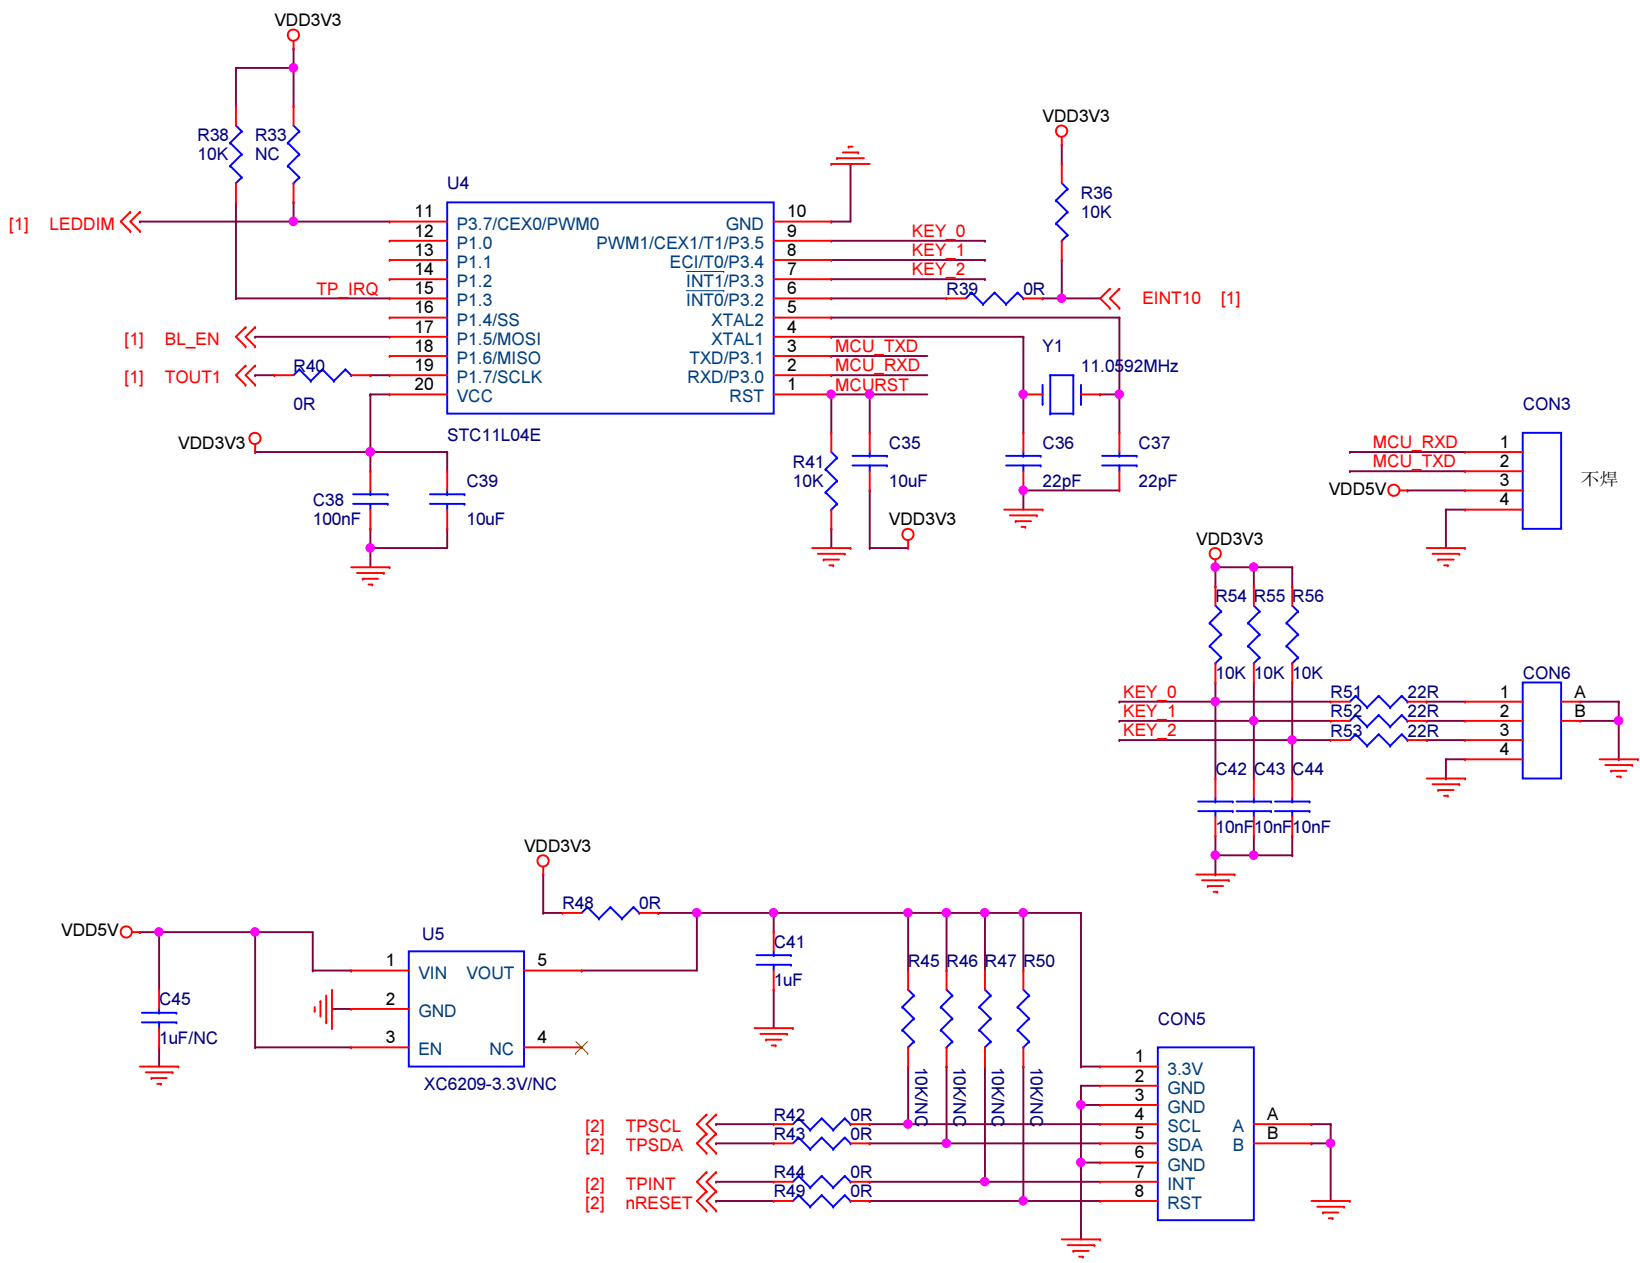 VDD3V3
R38
10K
R33
NC
[1] LEDDIM
TP_IRQ
[1] BL_EN
[1] TOUT1
R40
0R
U4
11 P3.7/CEX0/PWM0
12 P1.0
13 P1.1
14 P1.2
15 P1.3
16 P1.4/SS
17 P1.5/MOSI
18 P1.6/MISO
19 P1.7/SCLK
20 VCC
GND 10
PWM1/CEX1/T1/P3.5 9
ECI/T0/P3.4 8
INT1/P3.3 7
INT0/P3.2 6
XTAL2 5
XTAL1 4
TXD/P3.1 3
RXD/P3.0 2
RST 1
STC11L04E
KEY_0
KEY_1
KEY_2
R39 0R
MCU_TXD
MCU_RXD
MCURST
VDD3V3
R36
10K
EINT10 [1]
Y1
11.0592MHz
VDD3V3
C38
100nF
C39
10uF
R41
10K
C35
10uF
VDD3V3
C36
22pF
C37
22pF
CON3
MCU_RXD 1
MCU_TXD 2
VDD5V 3
4
不焊
VDD3V3
R54 R55 R56
10K 10K 10K
CON6
KEY_0 R51 22R 1 A
KEY_1 R52 22R 2 B
KEY_2 R53 22R 3
4
C42 C43 C44
10nF 10nF 10nF
VDD3V3
R48 0R
VDD5V
C45
1uF/NC
U5
1 VIN VOUT 5
2 GND
3 EN NC 4
XC6209-3.3V/NC
C41
1uF
R45 R46 R47 R50
10K/NC 10K/NC 10K/NC 10K/NC
CON5
1 3.3V
2 GND
3 GND
4 SCL A A
5 SDA B B
6 GND
7 INT
8 RST
[2] TPSCL R42 0R
[2] TPSDA R43 0R
[2] TPINT R44 0R
[2] nRESET R49 0R